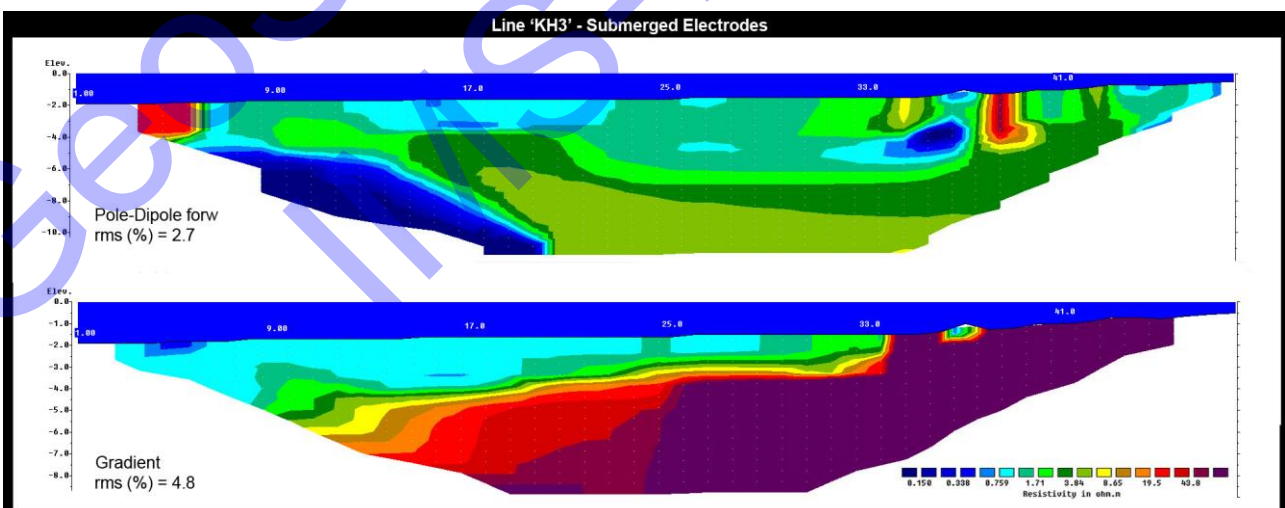 Line ‘KH3’ - Submerged Electrodes
Elev.
0.0
-2.0
-4.0
-6.0
-8.0
-10.0
1.00 9.00 17.0 25.0 33.0 41.0
Pole-Dipole forw
rms (%) = 2.7
Elev.
0.0
-1.0
-2.0
-3.0
-4.0
-5.0
-6.0
-7.0
-8.0
1.00 9.00 17.0 25.0 33.0 41.0
Gradient
rms (%) = 4.8
0.150 0.338 0.759 1.71 3.84 8.65 19.5 43.8
Resistivity in ohm.m